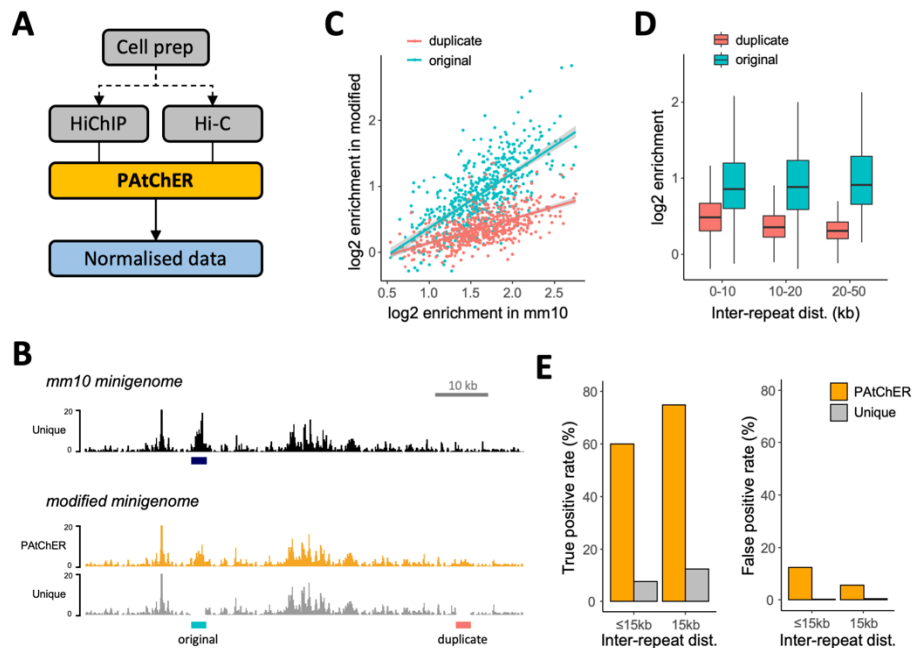 A
Cell prep
HiChIP
Hi-C
PAtChER
Normalised data
B
mm10 minigenome
10 kb
20
Unique
0
modified minigenome
20
PAtChER
0
20
Unique
0
original
duplicate
C
duplicate
original
log2 enrichment in modified
2
1
0
0.5
1.0
1.5
2.0
2.5
log2 enrichment in mm10
D
duplicate
original
log2 enrichment
2
1
0
0-10
10-20
20-50
Inter-repeat dist. (kb)
E
True positive rate (%)
80
60
40
20
0
≤15kb
15kb
Inter-repeat dist.
False positive rate (%)
80
60
40
20
0
≤15kb
15kb
Inter-repeat dist.
PAtChER
Unique